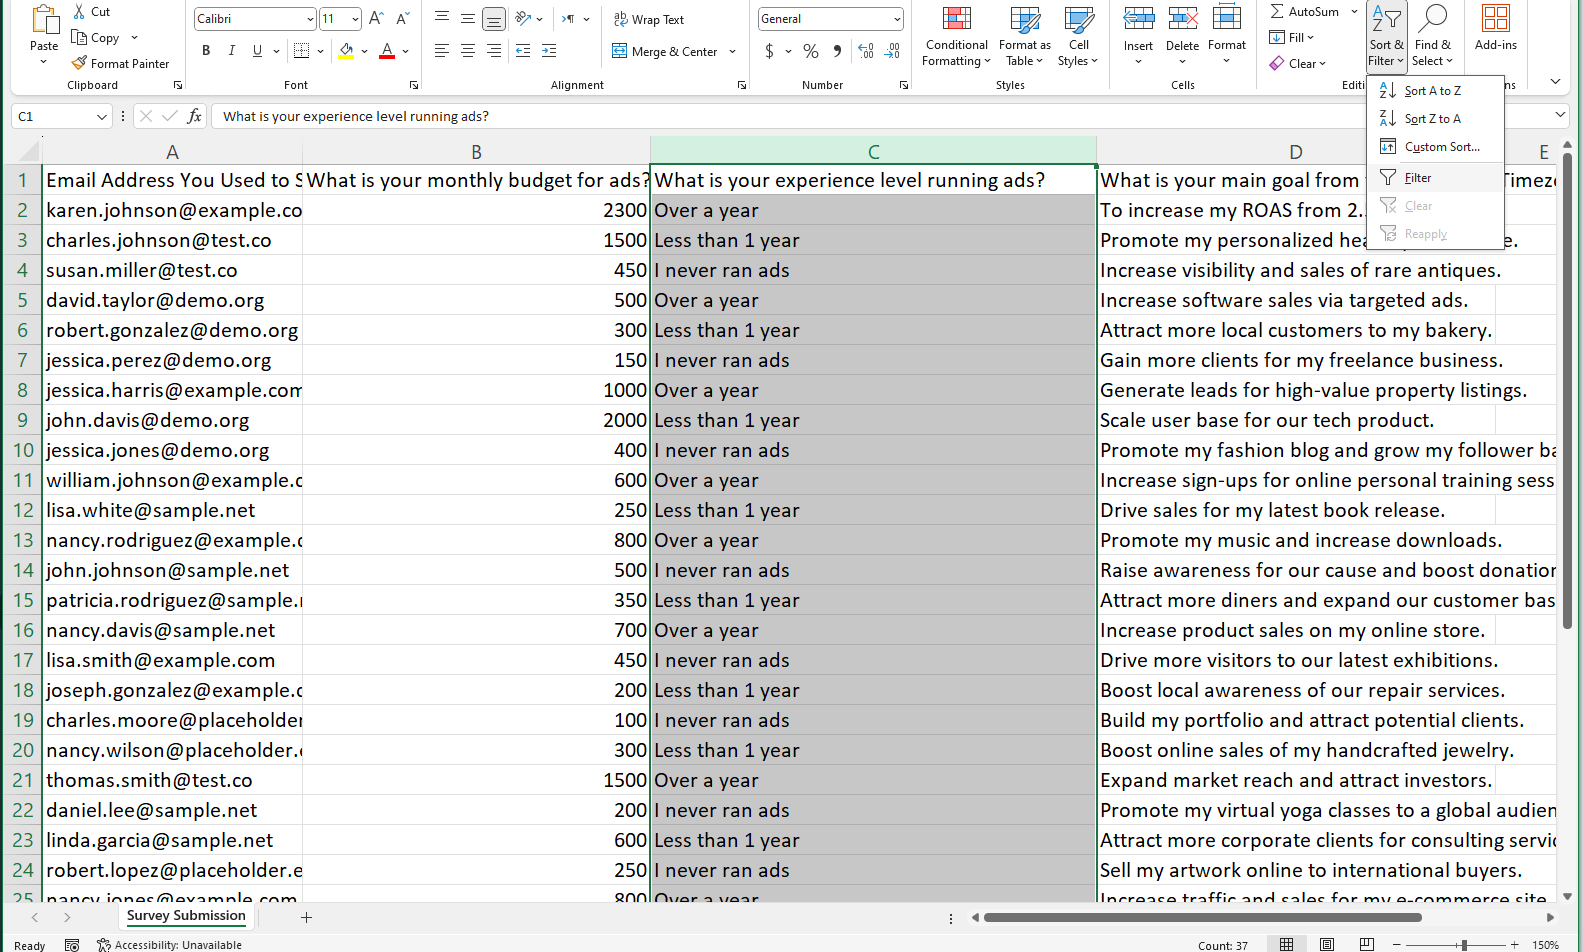 Cut
Copy
Paste
Format Painter
Clipboard
Calibri
11
B I U
A
Font
ab Wrap Text
Merge & Center
Alignment
General
$ % 9
Number
Conditional Formatting
Format as Table
Cell Styles
Styles
Insert
Delete
Format
Cells
AutoSum
Fill
Clear
Editi
Sort & Filter
Find & Select
Add-ins
ns
Sort A to Z
Sort Z to A
Custom Sort...
Filter
Clear
Reapply
C1 fx What is your experience level running ads?
A B C D E
1 Email Address You Used to S What is your monthly budget for ads? What is your experience level running ads? What is your main goal from Timez
2 karen.johnson@example.co 2300 Over a year To increase my ROAS from 2.
3 charles.johnson@test.co 1500 Less than 1 year Promote my personalized hea e.
4 susan.miller@test.co 450 I never ran ads Increase visibility and sales of rare antiques.
5 david.taylor@demo.org 500 Over a year Increase software sales via targeted ads.
6 robert.gonzalez@demo.org 300 Less than 1 year Attract more local customers to my bakery.
7 jessica.perez@demo.org 150 I never ran ads Gain more clients for my freelance business.
8 jessica.harris@example.com 1000 Over a year Generate leads for high-value property listings.
9 john.davis@demo.org 2000 Less than 1 year Scale user base for our tech product.
10 jessica.jones@demo.org 400 I never ran ads Promote my fashion blog and grow my follower ba
11 william.johnson@example.c 600 Over a year Increase sign-ups for online personal training sess
12 lisa.white@sample.net 250 Less than 1 year Drive sales for my latest book release.
13 nancy.rodriguez@example.c 800 Over a year Promote my music and increase downloads.
14 john.johnson@sample.net 500 I never ran ads Raise awareness for our cause and boost donation
15 patricia.rodriguez@sample. 350 Less than 1 year Attract more diners and expand our customer bas
16 nancy.davis@sample.net 700 Over a year Increase product sales on my online store.
17 lisa.smith@example.com 450 I never ran ads Drive more visitors to our latest exhibitions.
18 joseph.gonzalez@example.c 200 Less than 1 year Boost local awareness of our repair services.
19 charles.moore@placeholder 100 I never ran ads Build my portfolio and attract potential clients.
20 nancy.wilson@placeholder. 300 Less than 1 year Boost online sales of my handcrafted jewelry.
21 thomas.smith@test.co 1500 Over a year Expand market reach and attract investors.
22 daniel.lee@sample.net 200 I never ran ads Promote my virtual yoga classes to a global audien
23 linda.garcia@sample.net 600 Less than 1 year Attract more corporate clients for consulting servic
24 robert.lopez@placeholder.e 250 I never ran ads Sell my artwork online to international buyers.
25 nancy.jones@example.com 800 Over a year Increase traffic and sales for my e-commerce site.
Survey Submission
Ready Accessibility: Unavailable Count: 37 150%